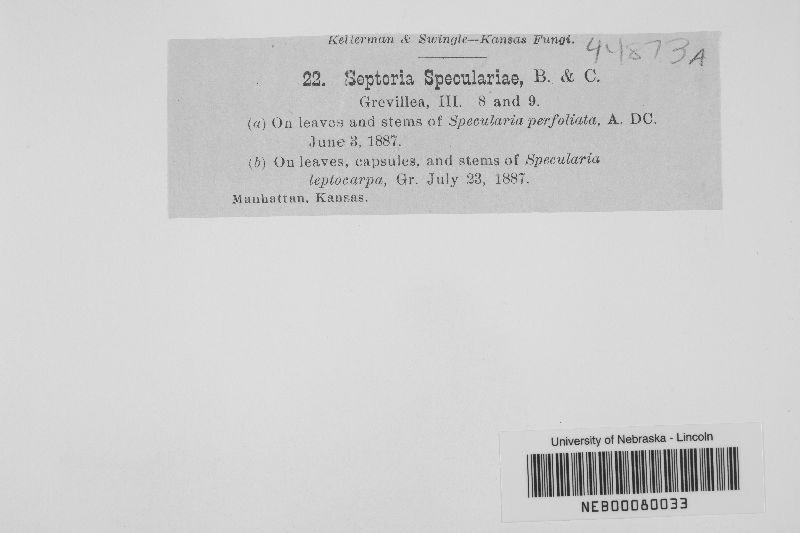 Kellerman & Swingle—Kansas Fungi.
44873A
22. Septoria Speculariae, B. & C.
Grevillea, III. 8 and 9.
(a) On leaves and stems of Specularia perfoliata, A. DC.
June 3, 1887.
(b) On leaves, capsules, and stems of Specularia
leptocarpa, Gr. July 23, 1887.
Manhattan, Kansas.
University of Nebraska - Lincoln
NEB00080033